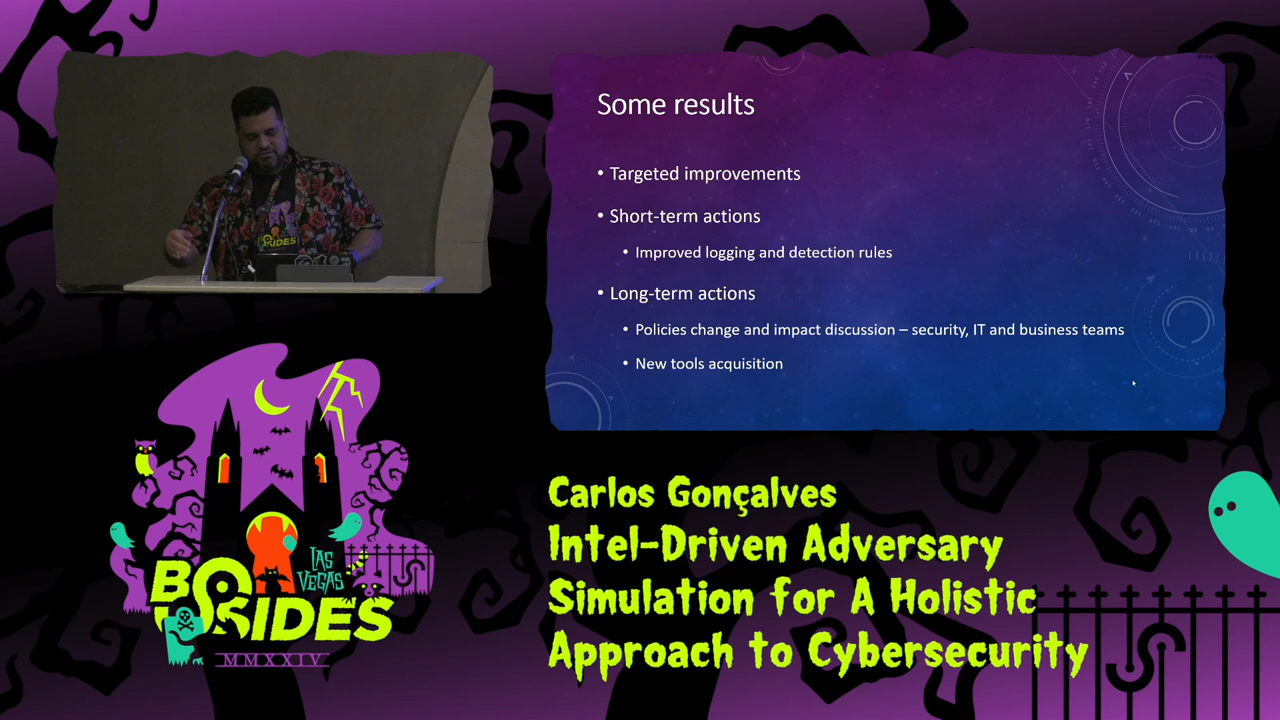 Some results
• Targeted improvements
• Short-term actions
• Improved logging and detection rules
• Long-term actions
• Policies change and impact discussion – security, IT and business teams
• New tools acquisition
BSIDES
LAS
VEGAS
BSIDES
MMXXIV
Carlos Gonçalves
Intel-Driven Adversary
Simulation for A Holistic
Approach to Cybersecurity